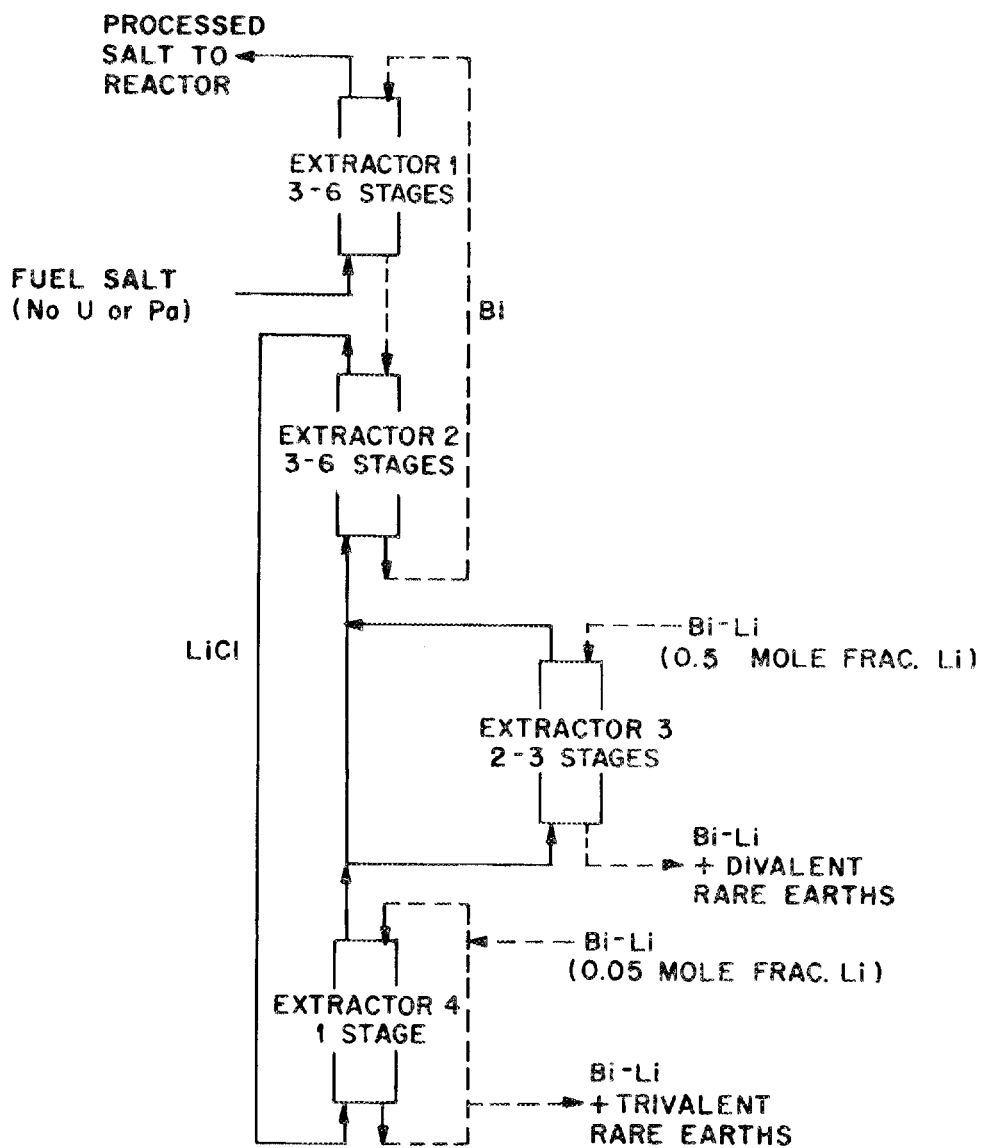 PROCESSED
SALT TO
REACTOR
EXTRACTOR 1
3-6 STAGES
FUEL SALT
(No U or Pa)
Bi
EXTRACTOR 2
3-6 STAGES
LiCl
Bi-Li
(0.5 MOLE FRAC. Li)
EXTRACTOR 3
2-3 STAGES
Bi-Li
+ DIVALENT
RARE EARTHS
Bi-Li
(0.05 MOLE FRAC. Li)
EXTRACTOR 4
1 STAGE
Bi-Li
+ TRIVALENT
RARE EARTHS